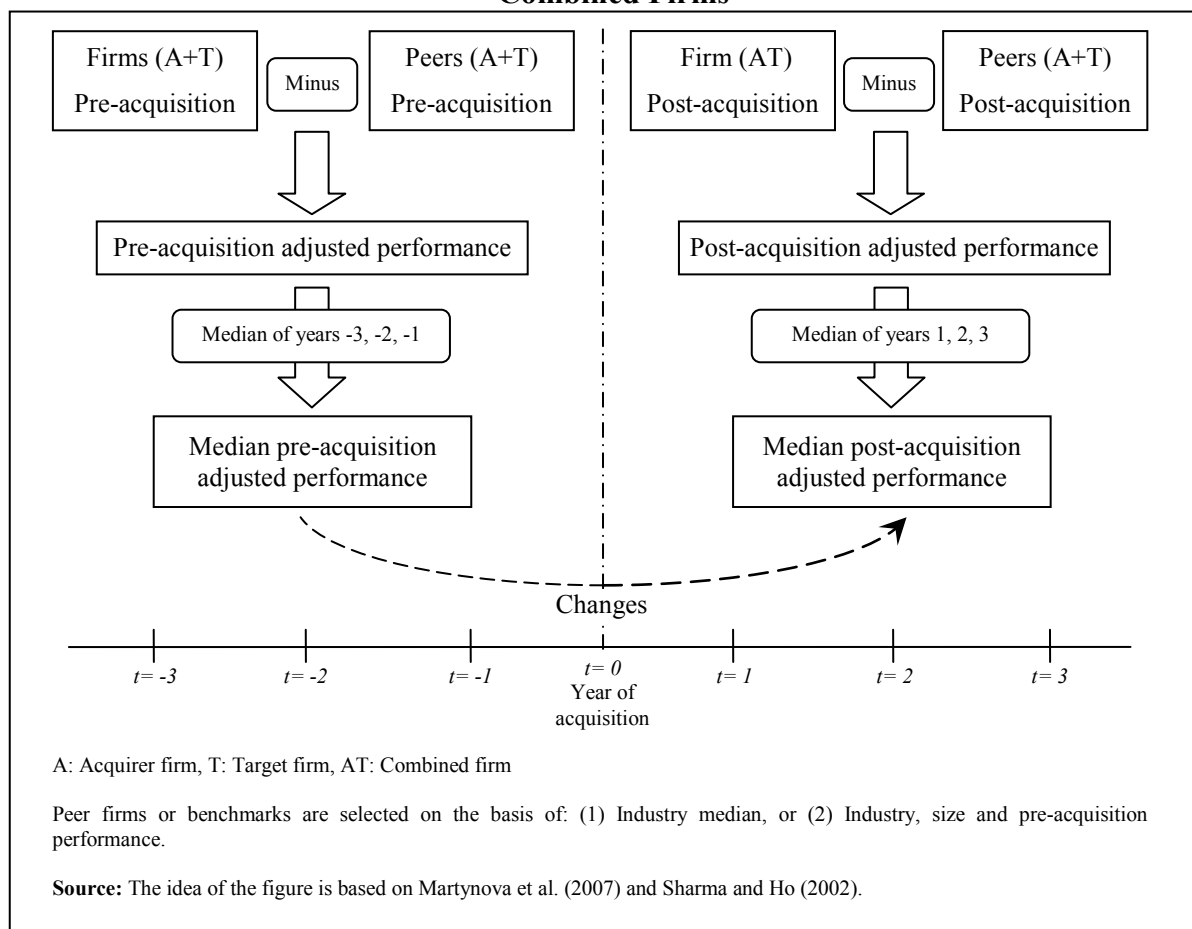 Combined Firms
Firms (A+T)
Pre-acquisition
Minus
Peers (A+T)
Pre-acquisition
Firm (AT)
Post-acquisition
Minus
Peers (A+T)
Post-acquisition
Pre-acquisition adjusted performance
Post-acquisition adjusted performance
Median of years -3, -2, -1
Median of years 1, 2, 3
Median pre-acquisition
adjusted performance
Median post-acquisition
adjusted performance
Changes
t= -3
t= -2
t= -1
t= 0
Year of
acquisition
t= 1
t= 2
t= 3
A: Acquirer firm, T: Target firm, AT: Combined firm
Peer firms or benchmarks are selected on the basis of: (1) Industry median, or (2) Industry, size and pre-acquisition
performance.
Source: The idea of the figure is based on Martynova et al. (2007) and Sharma and Ho (2002).